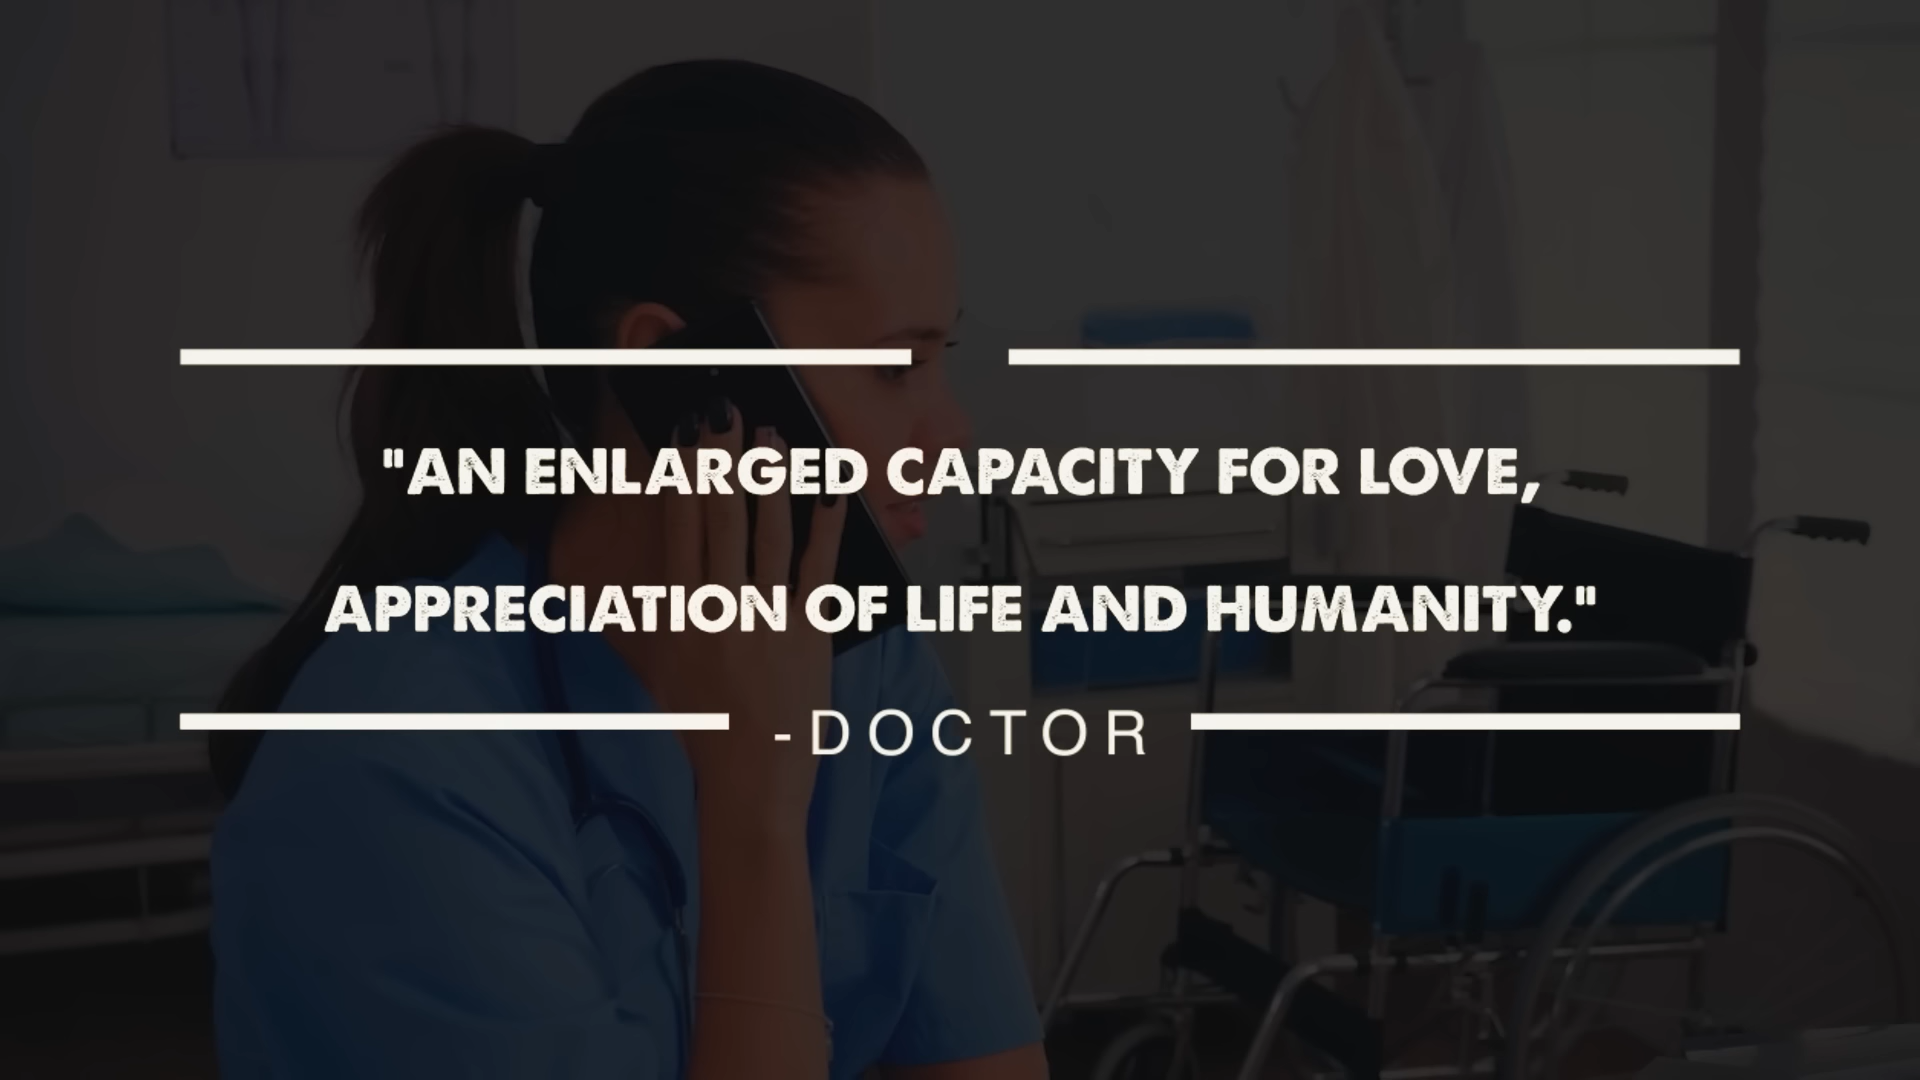 "AN ENLARGED CAPACITY FOR LOVE,
APPRECIATION OF LIFE AND HUMANITY."
-DOCTOR